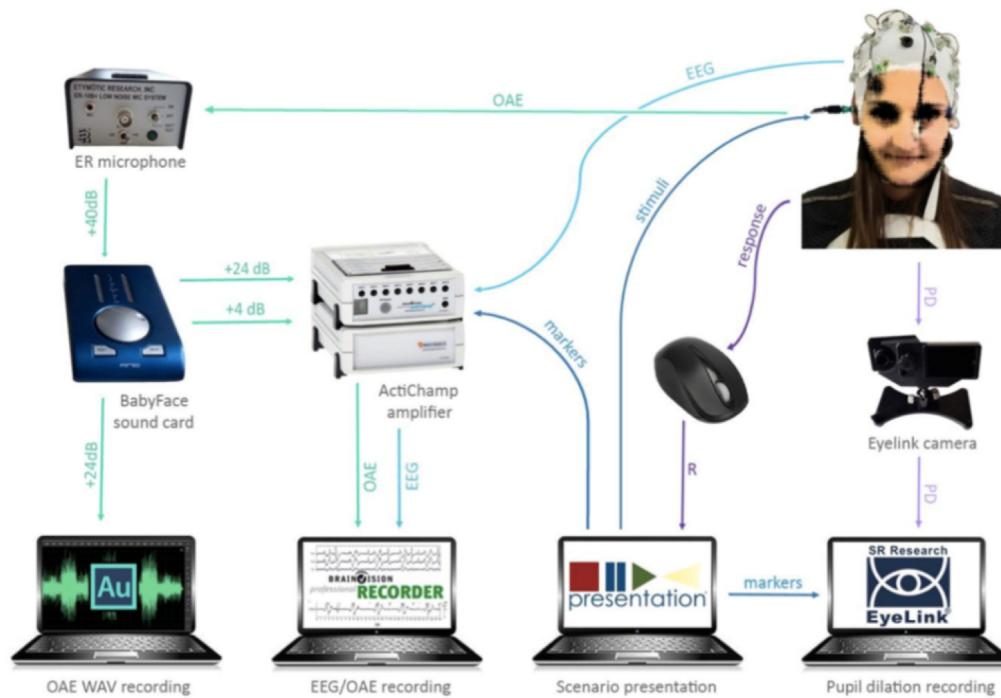 EEG
OAE
ETYMOTIC RESEARCH, INC
ER-10B+ LOW NOISE MIC SYSTEM
ER microphone
stimuli
response
+40dB
+24 dB
+4 dB
PD
markers
BabyFace
sound card
ActiChamp
amplifier
Eyelink camera
+24dB
OAE
EEG
R
PD
Au
BRAINVISION
professional RECORDER
presentation
markers
SR Research
EyeLink
OAE WAV recording
EEG/OAE recording
Scenario presentation
Pupil dilation recording